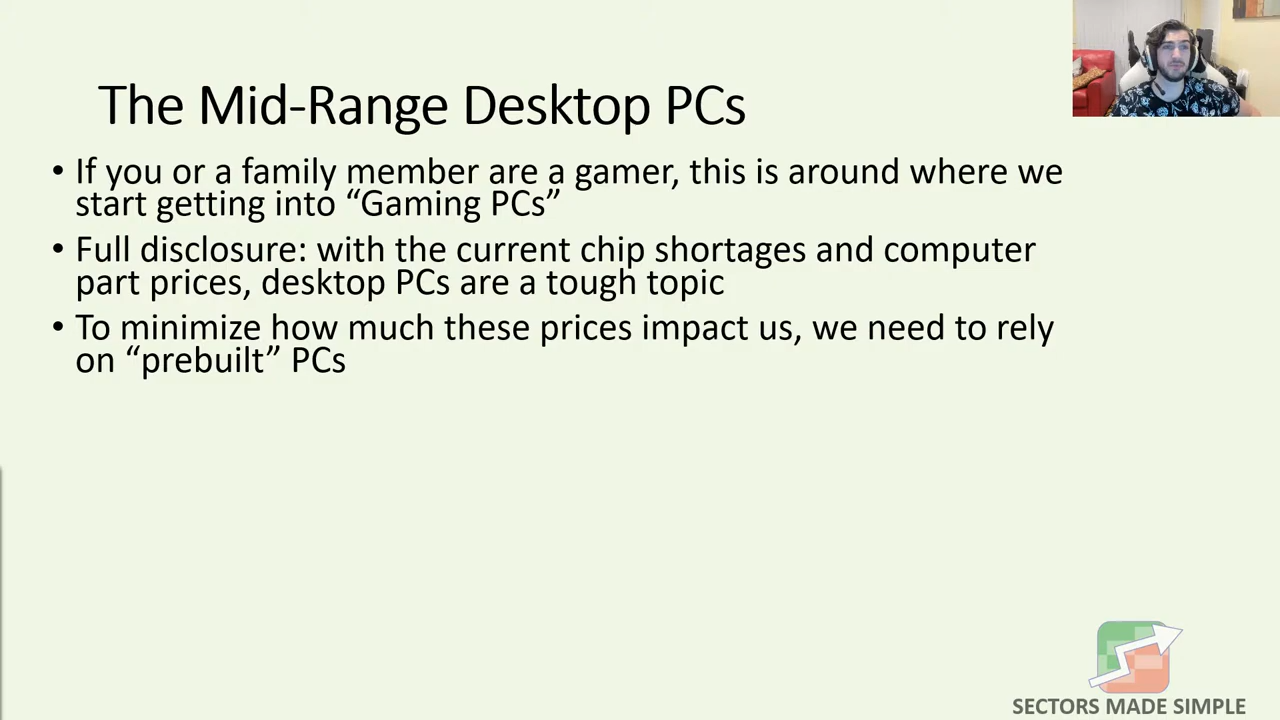 The Mid-Range Desktop PCs
• If you or a family member are a gamer, this is around where we
start getting into “Gaming PCs”
• Full disclosure: with the current chip shortages and computer
part prices, desktop PCs are a tough topic
• To minimize how much these prices impact us, we need to rely
on “prebuilt” PCs
SECTORS MADE SIMPLE